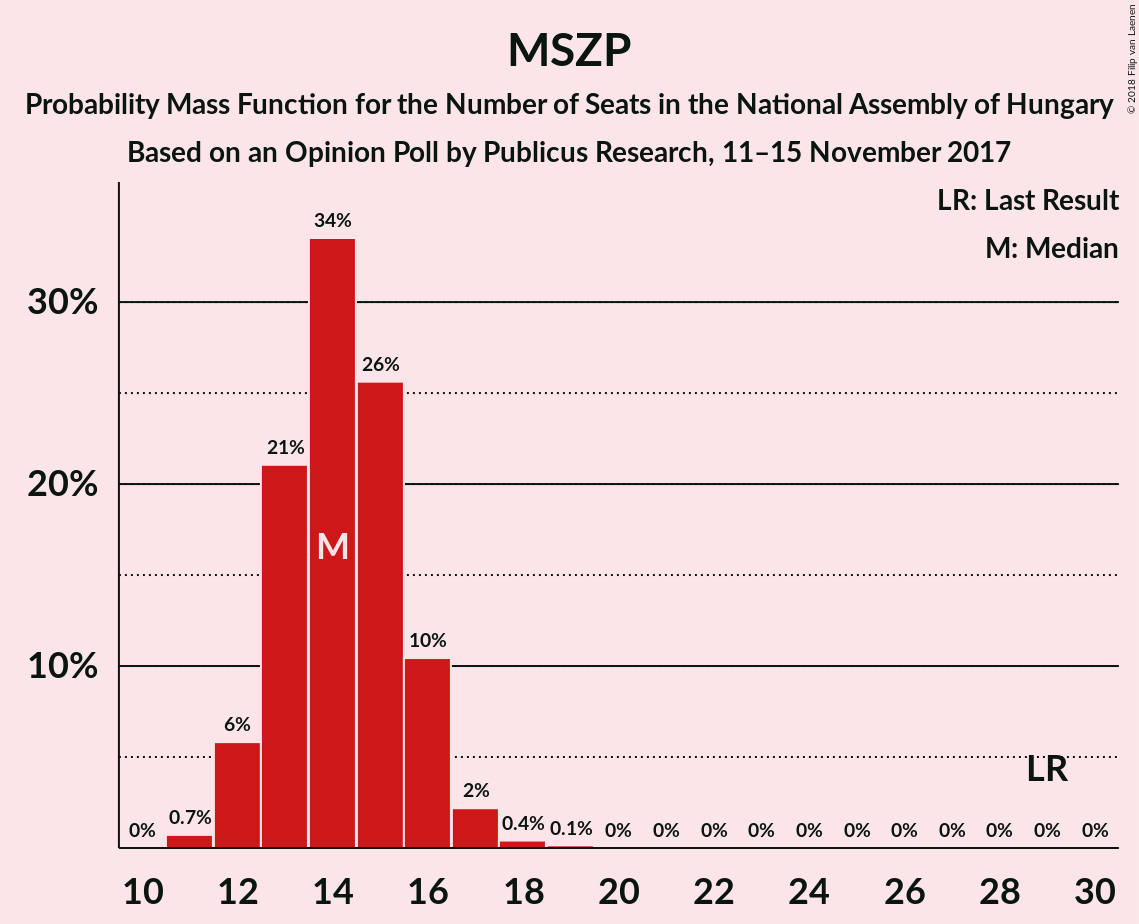 MSZP
Probability Mass Function for the Number of Seats in the National Assembly of Hungary
Based on an Opinion Poll by Publicus Research, 11–15 November 2017
© 2018 Filip van Laenen
LR: Last Result
M: Median
34%
30%
26%
21%
20%
M
10%
10%
6%
LR
2%
0% 0.7% 0.4% 0.1% 0% 0% 0% 0% 0% 0% 0% 0% 0% 0% 0%
10 12 14 16 18 20 22 24 26 28 30